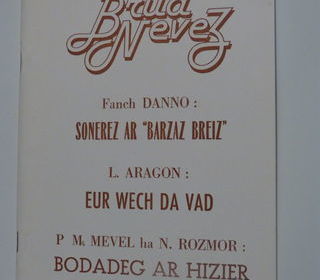 Brud
Nevez
Fanch DANNO :
SONEREZ AR "BARZAZ BREIZ"
L. ARAGON :
EUR WECH DA VAD
P M. MEVEL ha N. ROZMOR :
BODADEG AR HIZIER